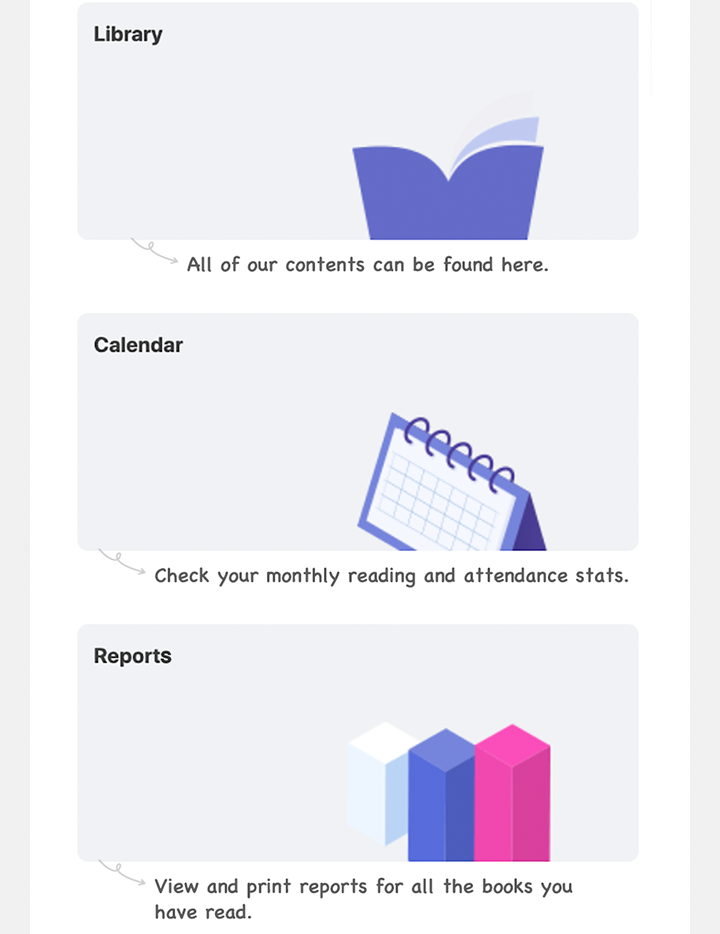 Library
All of our contents can be found here.
Calendar
Check your monthly reading and attendance stats.
Reports
View and print reports for all the books you
have read.